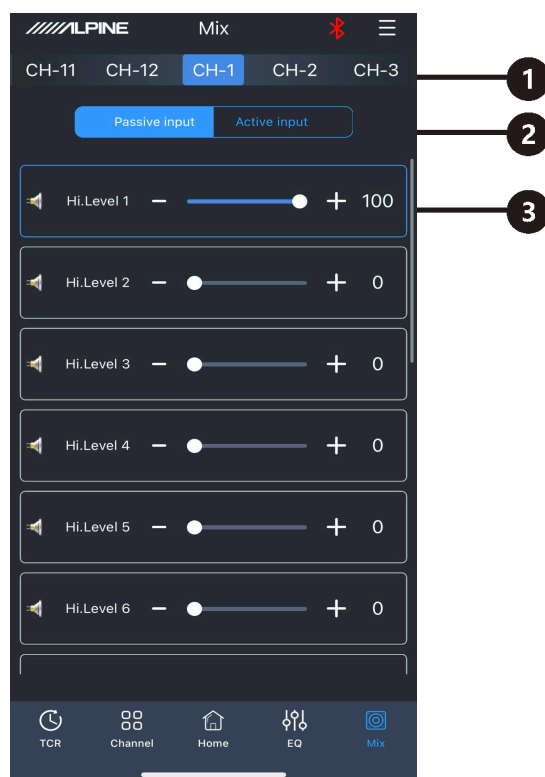 ALPINE Mix
CH-11 CH-12 CH-1 CH-2 CH-3
1
Passive input Active input
2
Hi.Level 1 − + 100
3
Hi.Level 2 − + 0
Hi.Level 3 − + 0
Hi.Level 4 − + 0
Hi.Level 5 − + 0
Hi.Level 6 − + 0
TCR Channel Home EQ Mix